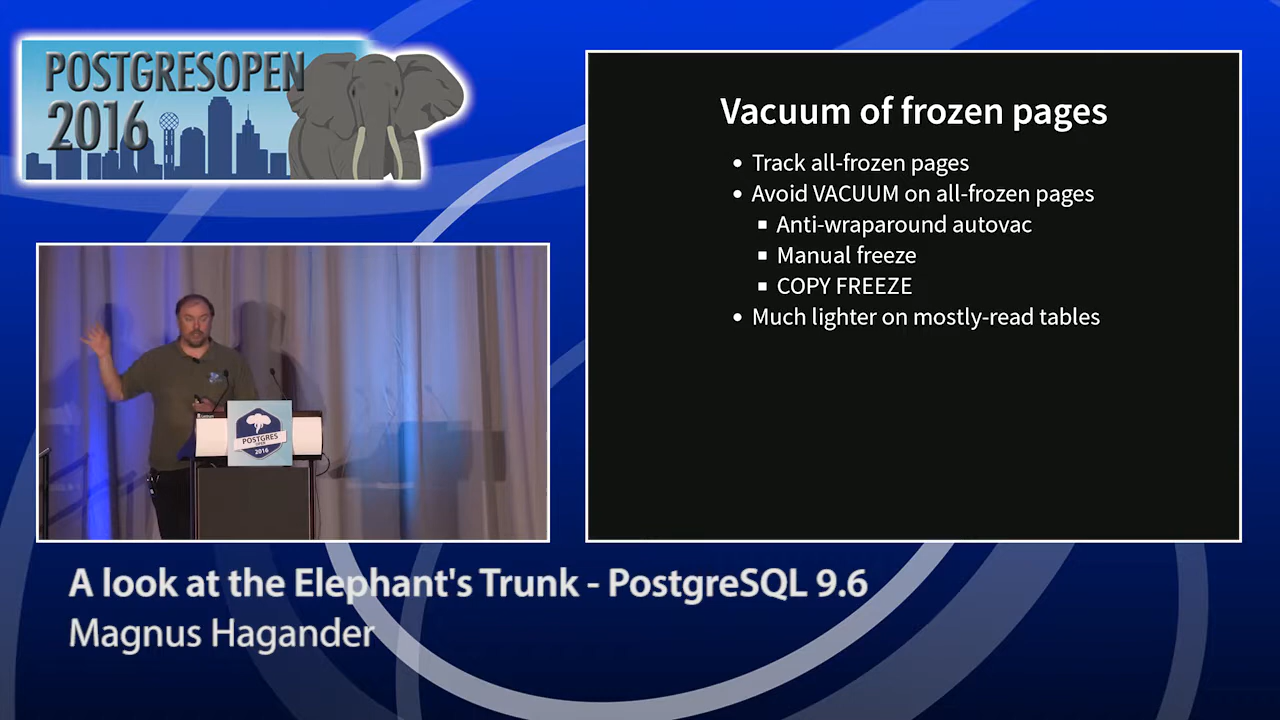 POSTGRESOPEN
2016
Vacuum of frozen pages
• Track all-frozen pages
• Avoid VACUUM on all-frozen pages
▪ Anti-wraparound autovac
▪ Manual freeze
▪ COPY FREEZE
• Much lighter on mostly-read tables
POSTGRES
OPEN
2016
A look at the Elephant's Trunk - PostgreSQL 9.6
Magnus Hagander